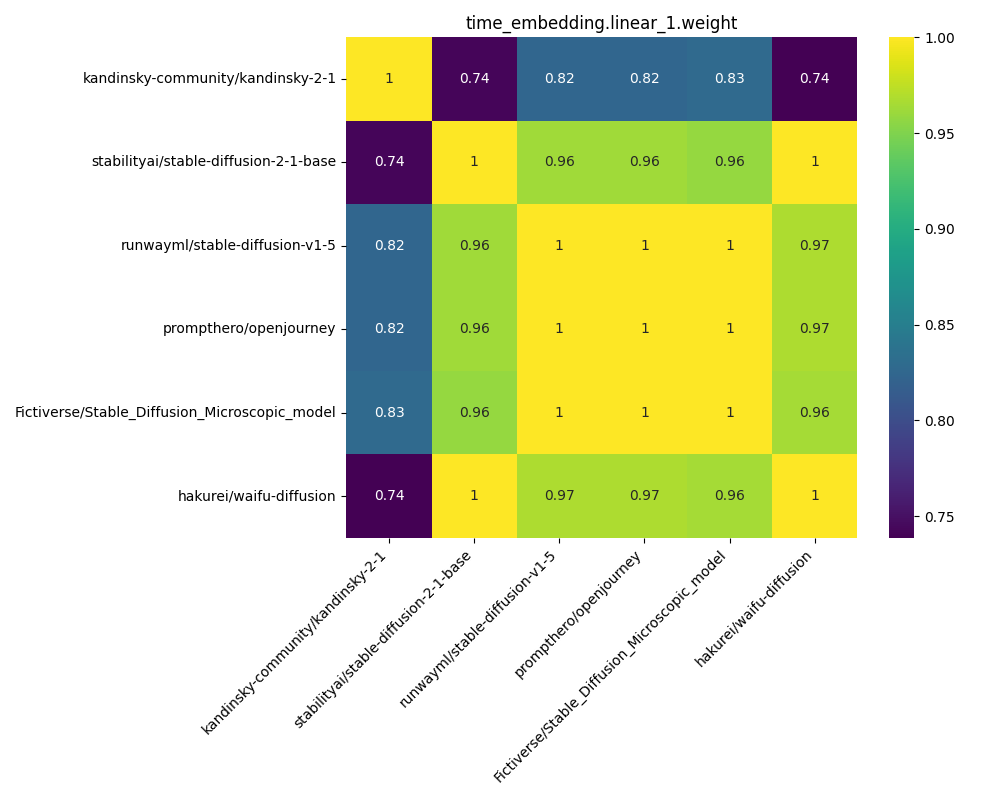 time_embedding.linear_1.weight
kandinsky-community/kandinsky-2-1 1 0.74 0.82 0.82 0.83 0.74
stabilityai/stable-diffusion-2-1-base 0.74 1 0.96 0.96 0.96 1
runwayml/stable-diffusion-v1-5 0.82 0.96 1 1 1 0.97
prompthero/openjourney 0.82 0.96 1 1 1 0.97
Fictiverse/Stable_Diffusion_Microscopic_model 0.83 0.96 1 1 1 0.96
hakurei/waifu-diffusion 0.74 1 0.97 0.97 0.96 1
kandinsky-community/kandinsky-2-1
stabilityai/stable-diffusion-2-1-base
runwayml/stable-diffusion-v1-5
prompthero/openjourney
Fictiverse/Stable_Diffusion_Microscopic_model
hakurei/waifu-diffusion
1.00
0.95
0.90
0.85
0.80
0.75